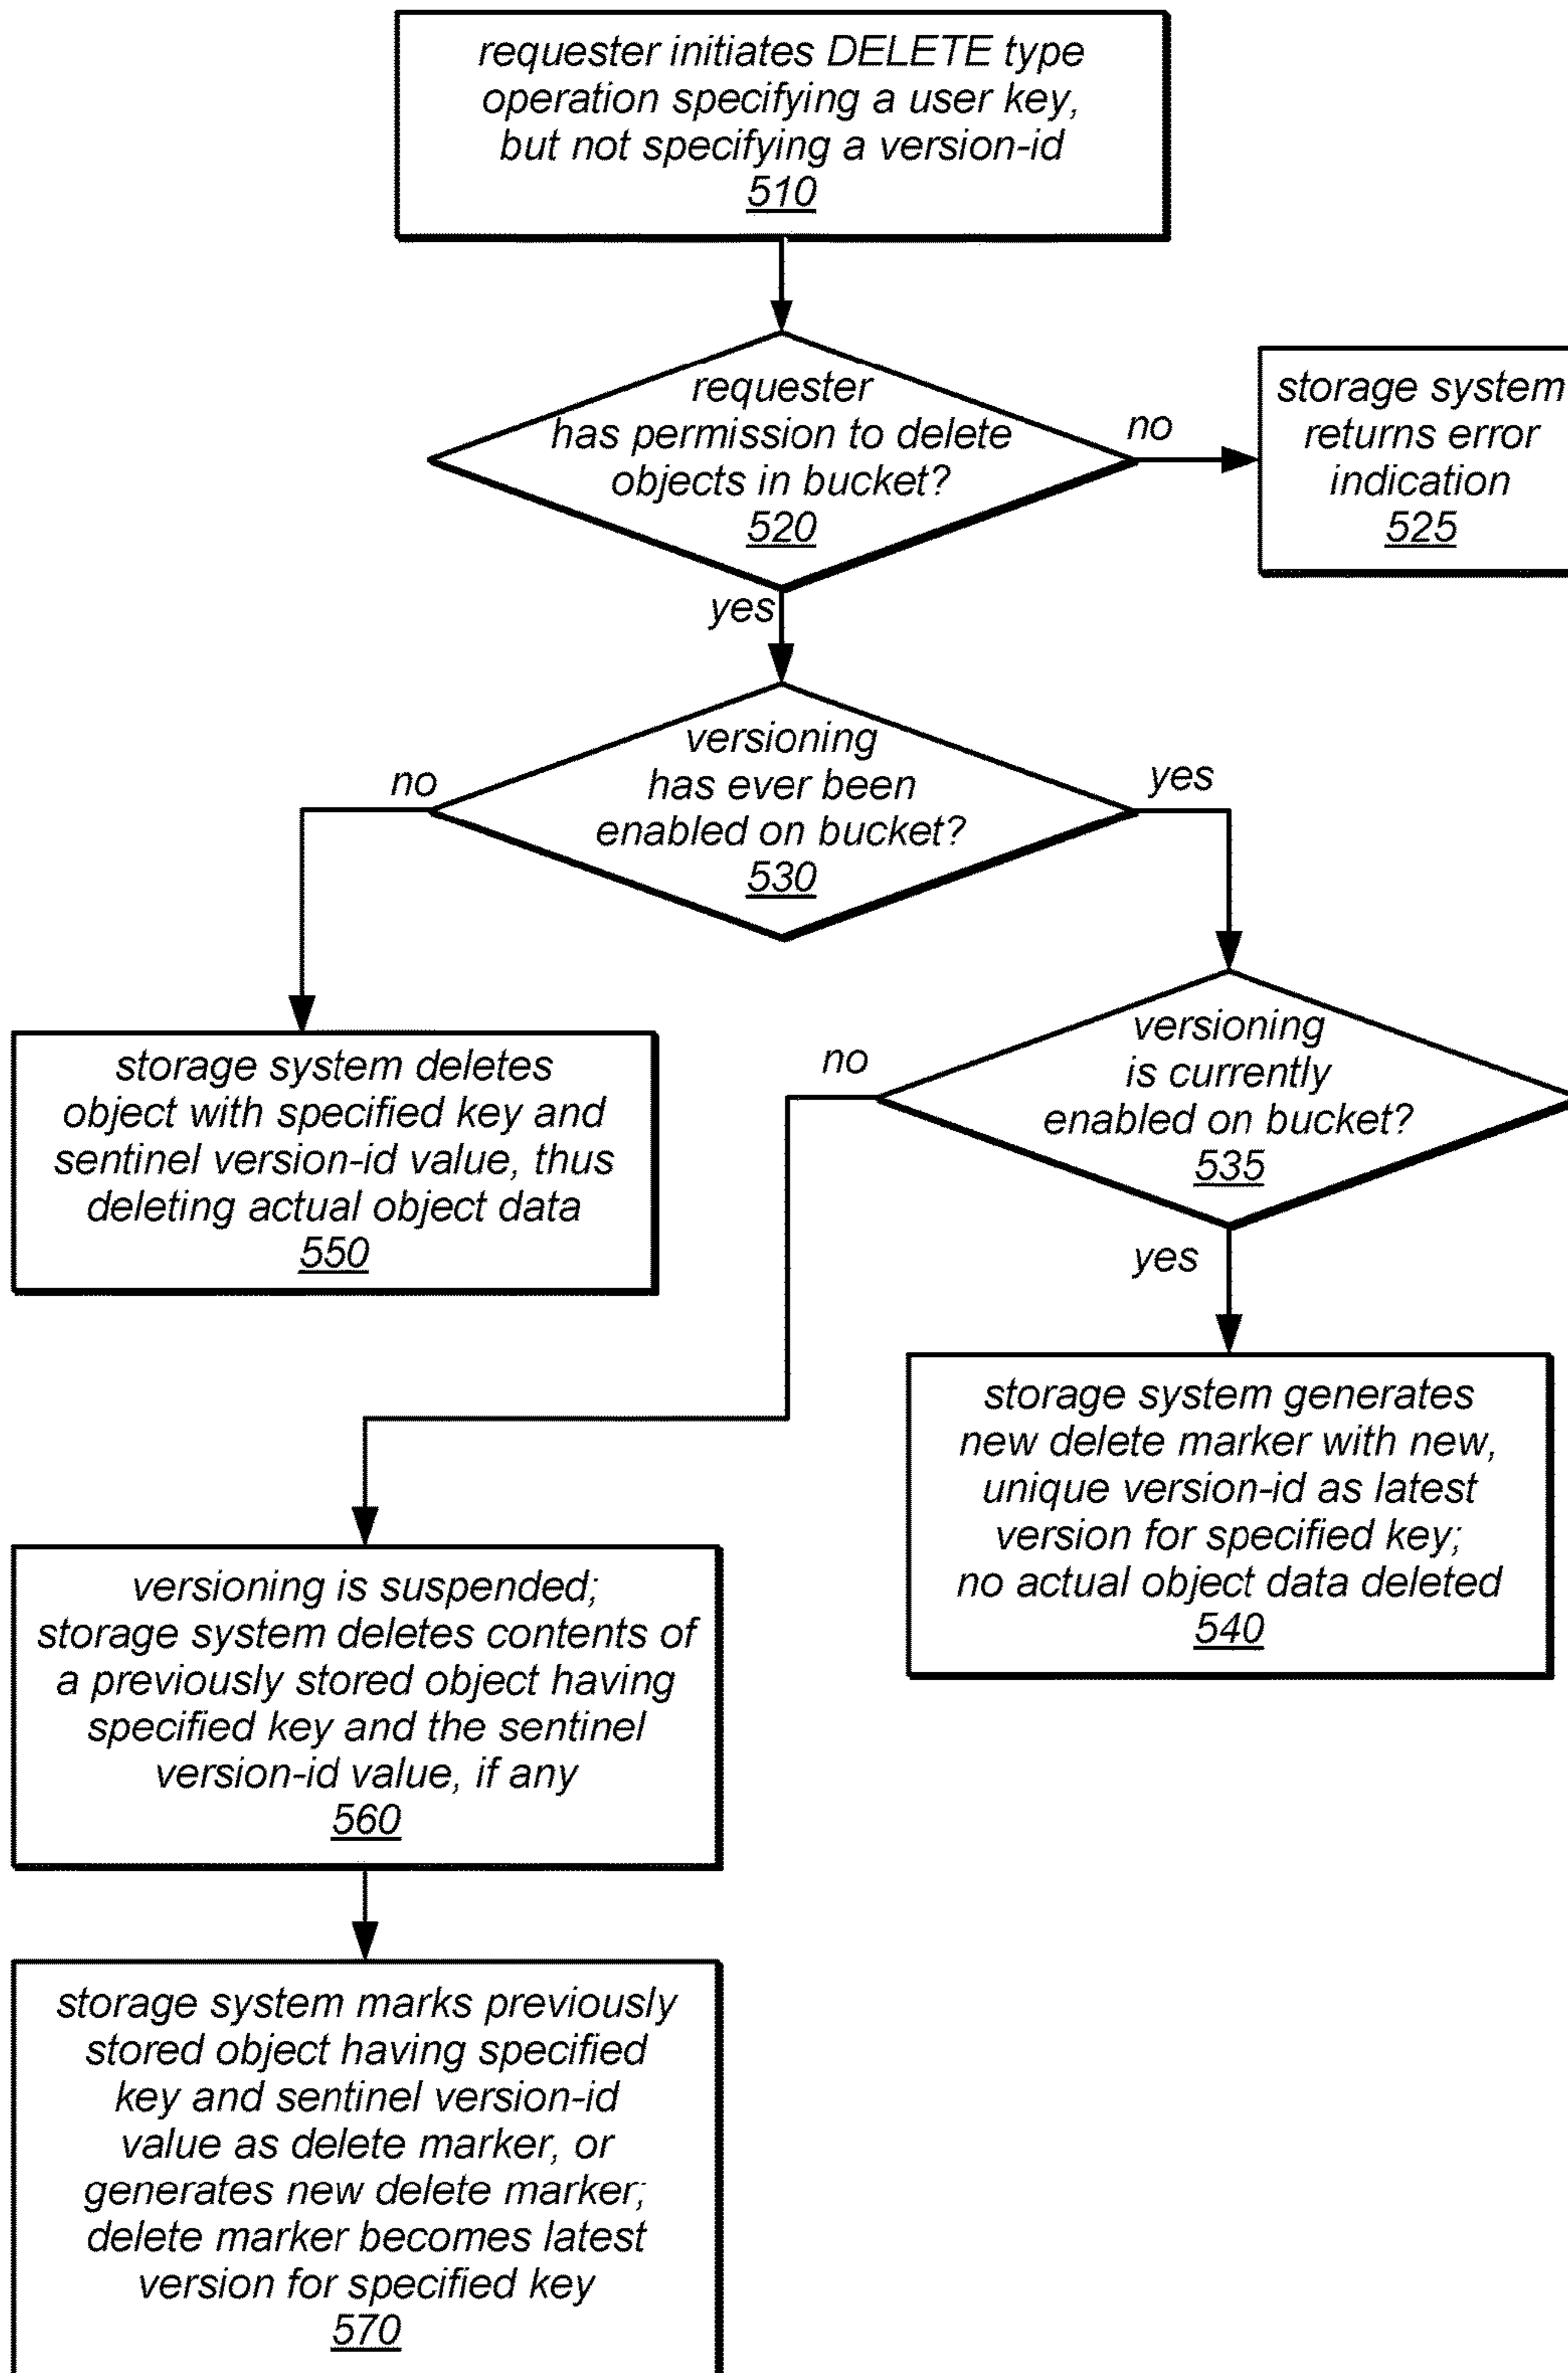 requester initiates DELETE type
operation specifying a user key,
but not specifying a version-id
510
requester
has permission to delete
objects in bucket?
520
no
storage system
returns error
indication
525
yes
versioning
has ever been
enabled on bucket?
530
no
yes
storage system deletes
object with specified key and
sentinel version-id value, thus
deleting actual object data
550
versioning
is currently
enabled on bucket?
535
no
yes
storage system generates
new delete marker with new,
unique version-id as latest
version for specified key;
no actual object data deleted
540
versioning is suspended;
storage system deletes contents of
a previously stored object having
specified key and the sentinel
version-id value, if any
560
storage system marks previously
stored object having specified
key and sentinel version-id
value as delete marker, or
generates new delete marker;
delete marker becomes latest
version for specified key
570